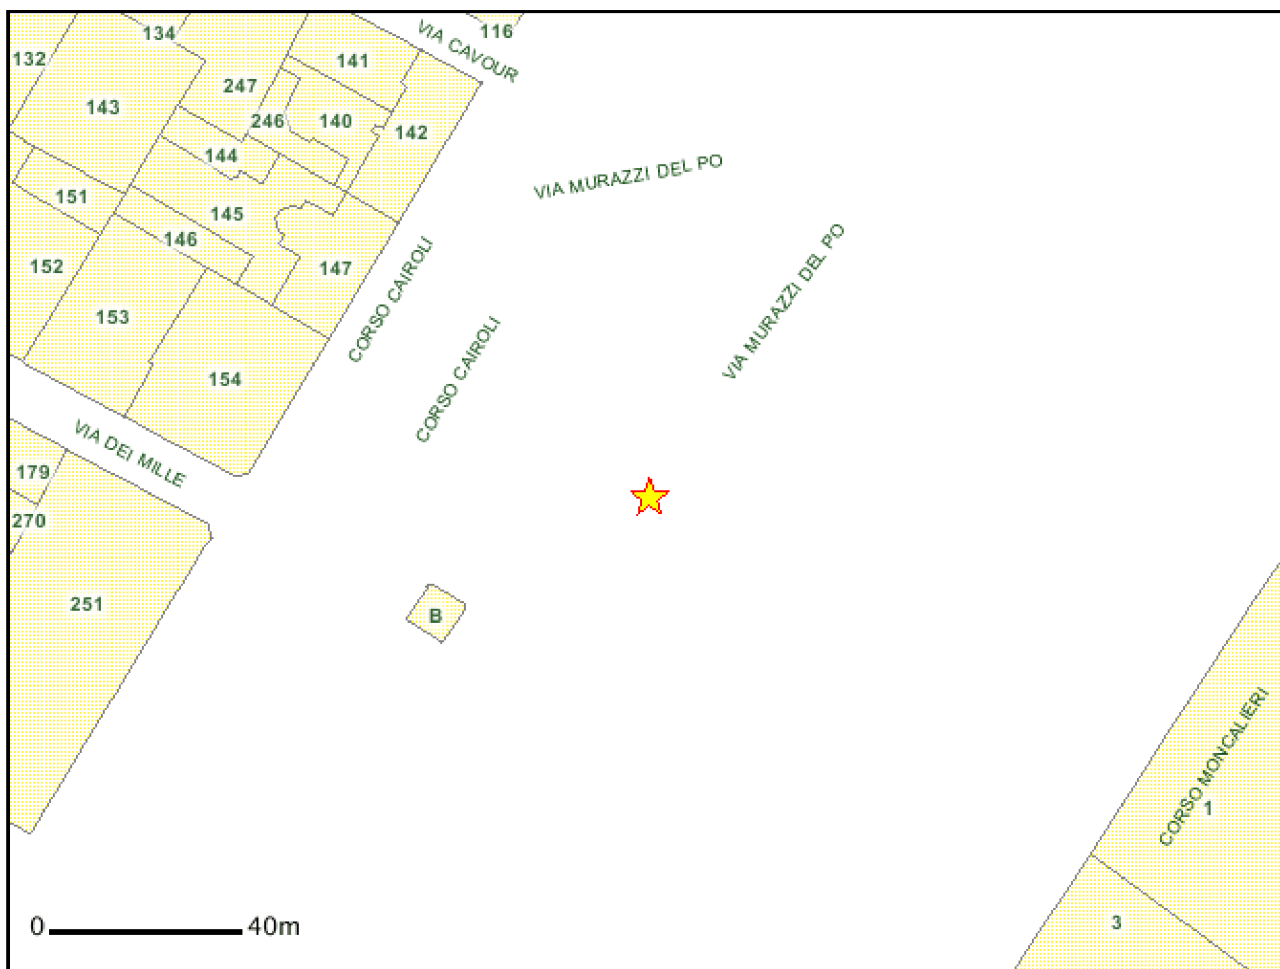 134
VIA CAVOUR
116
132
141
247
143
246
140
142
144
VIA MURAZZI DEL PO
151
145
146
VIA MURAZZI DEL PO
152
147
CORSO CAIROLI
153
CORSO CAIROLI
154
VIA DEI MILLE
179
270
251
B
CORSO MONCALIERI
1
3
0 40m